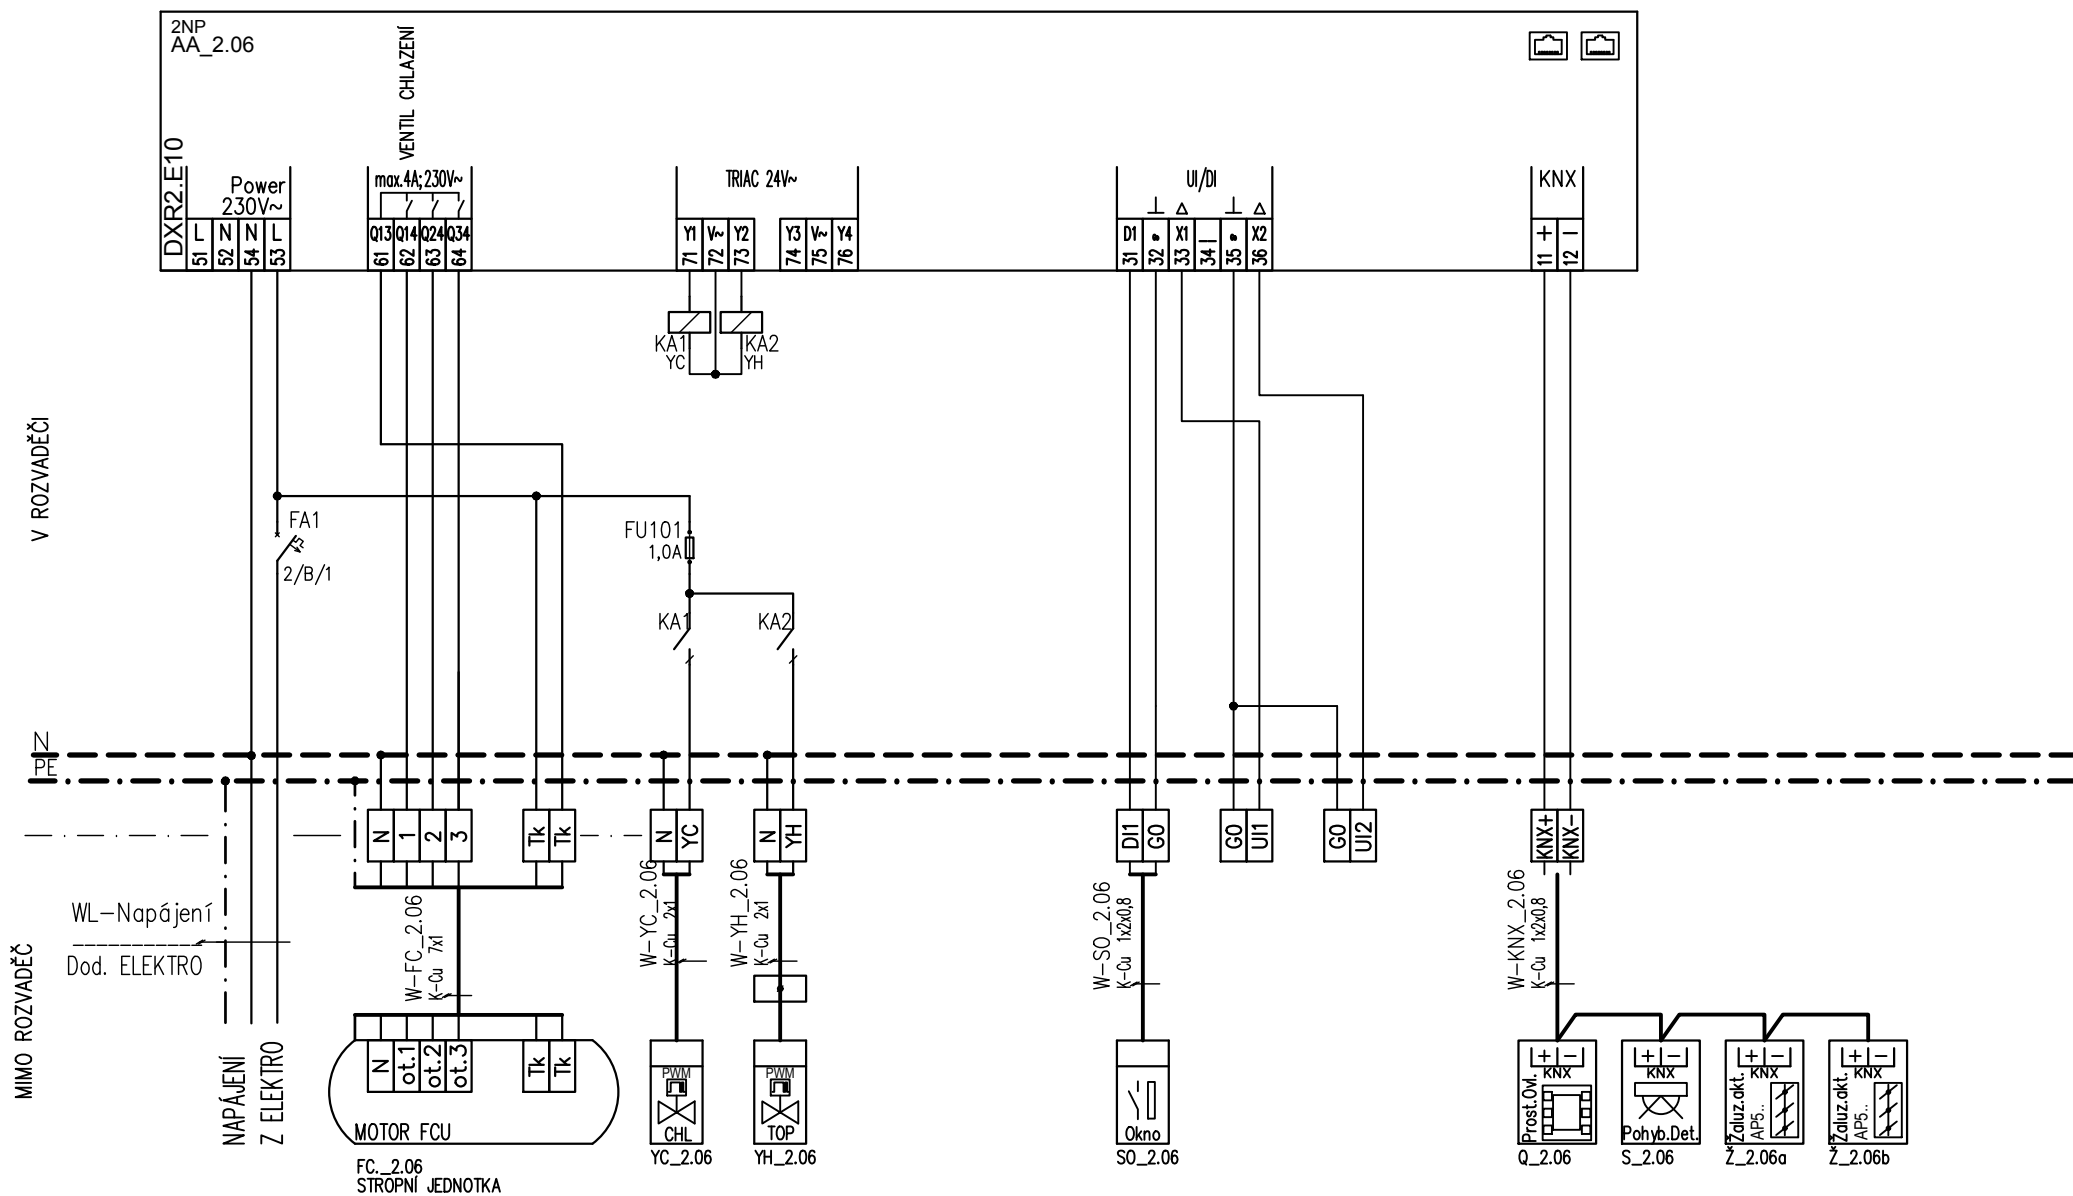 2NP
AA_2.06
VENTIL CHLAZENÍ
DXR2.E10
Power
230V~
max.4A;230V~
TRIAC 24V~
UI/DI
KNX
L N N L
51 52 54 53
Q13 Q14 Q24 Q34
61 62 63 64
Y1 V~ Y2
71 72 73
Y3 V~ Y4
74 75 76
D1 X1 X2
31 32 33 34 35 36
+ −
11 12
KA1
YC
KA2
YH
V ROZVADĚČI
FA1
2/B/1
FU101
1,0A
KA1
KA2
N
PE
N 1 2 3
Tk Tk
N YC
N YH
DI1 GO
GO UI1
GO UI2
KNX+ KNX-
MIMO ROZVADĚČ
WL-Napájení
Dod. ELEKTRO
W-FC_2.06
K-Cu 7x1
W-YC_2.06
K-Cu 2x1
W-YH_2.06
K-Cu 2x1
W-SO_2.06
K-Cu 1x2x0,8
W-KNX_2.06
K-Cu 1x2x0,8
NAPÁJENÍ
Z ELEKTRO
N ot.1 ot.2 ot.3
Tk Tk
MOTOR FCU
FC._2.06
STROPNÍ JEDNOTKA
PWM
CHL
YC_2.06
PWM
TOP
YH_2.06
Okno
SO_2.06
+ −
KNX
Prost.Ovl.
Q_2.06
+ −
KNX
Pohyb.Det.
S_2.06
+ −
KNX
Žaluz.akt.
AP5..
Ž_2.06a
+ −
KNX
Žaluz.akt.
AP5..
Ž_2.06b